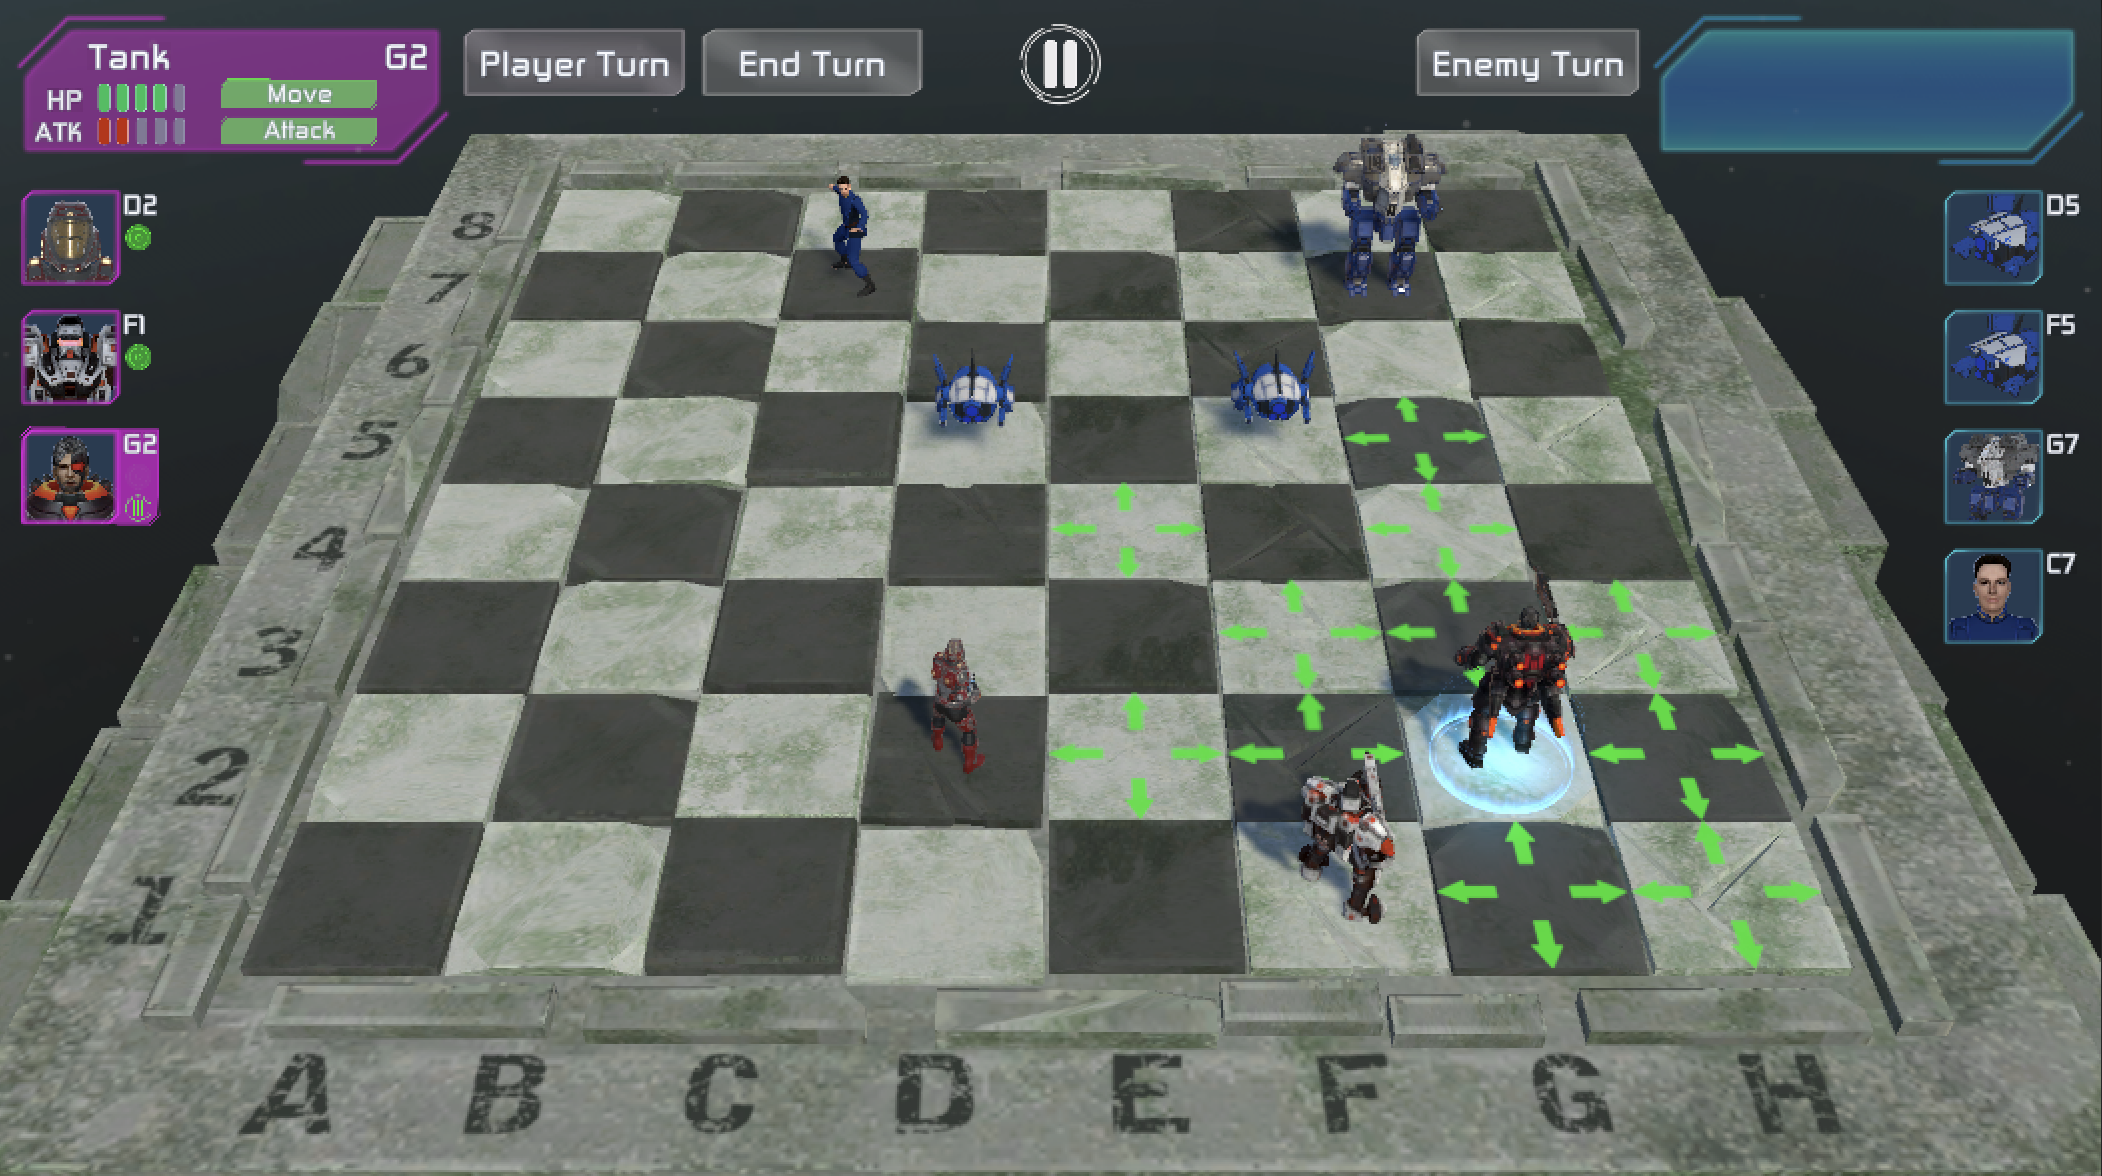 Tank G2
HP Move
ATK Attack
Player Turn
End Turn
Enemy Turn
D2
F1
G2
D5
F5
G7
C7
8
7
6
5
4
3
2
1
A B C D E F G H